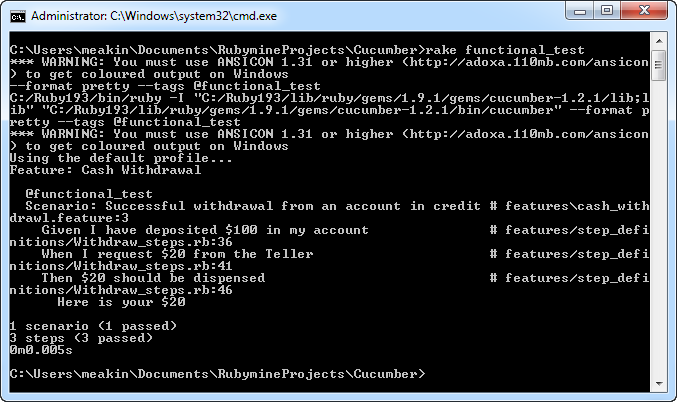 Administrator: C:\Windows\system32\cmd.exe
C:\Users\meakin\Documents\RubymineProjects\Cucumber>rake functional_test
*** WARNING: You must use ANSICON 1.31 or higher (http://adoxa.110mb.com/ansicon
) to get coloured output on Windows
--format pretty --tags @functional_test
C:/Ruby193/bin/ruby -I "C:/Ruby193/lib/ruby/gems/1.9.1/gems/cucumber-1.2.1/lib;l
ib" "C:/Ruby193/lib/ruby/gems/1.9.1/gems/cucumber-1.2.1/bin/cucumber" --format p
retty --tags @functional_test
*** WARNING: You must use ANSICON 1.31 or higher (http://adoxa.110mb.com/ansicon
) to get coloured output on Windows
Using the default profile...
Feature: Cash Withdrawal
@functional_test
Scenario: Successful withdrawal from an account in credit # features\cash_with
drawl.feature:3
Given I have deposited $100 in my account # features/step_defi
nitions/Withdraw_steps.rb:36
When I request $20 from the Teller # features/step_defi
nitions/Withdraw_steps.rb:41
Then $20 should be dispensed # features/step_defi
nitions/Withdraw_steps.rb:46
Here is your $20
1 scenario (1 passed)
3 steps (3 passed)
0m0.005s
C:\Users\meakin\Documents\RubymineProjects\Cucumber>